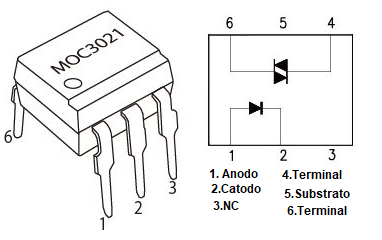 MOC3021
6
1
2
3
6 5 4
1 2 3
1. Anodo 4.Terminal
2.Catodo 5.Substrato
3.NC 6.Terminal